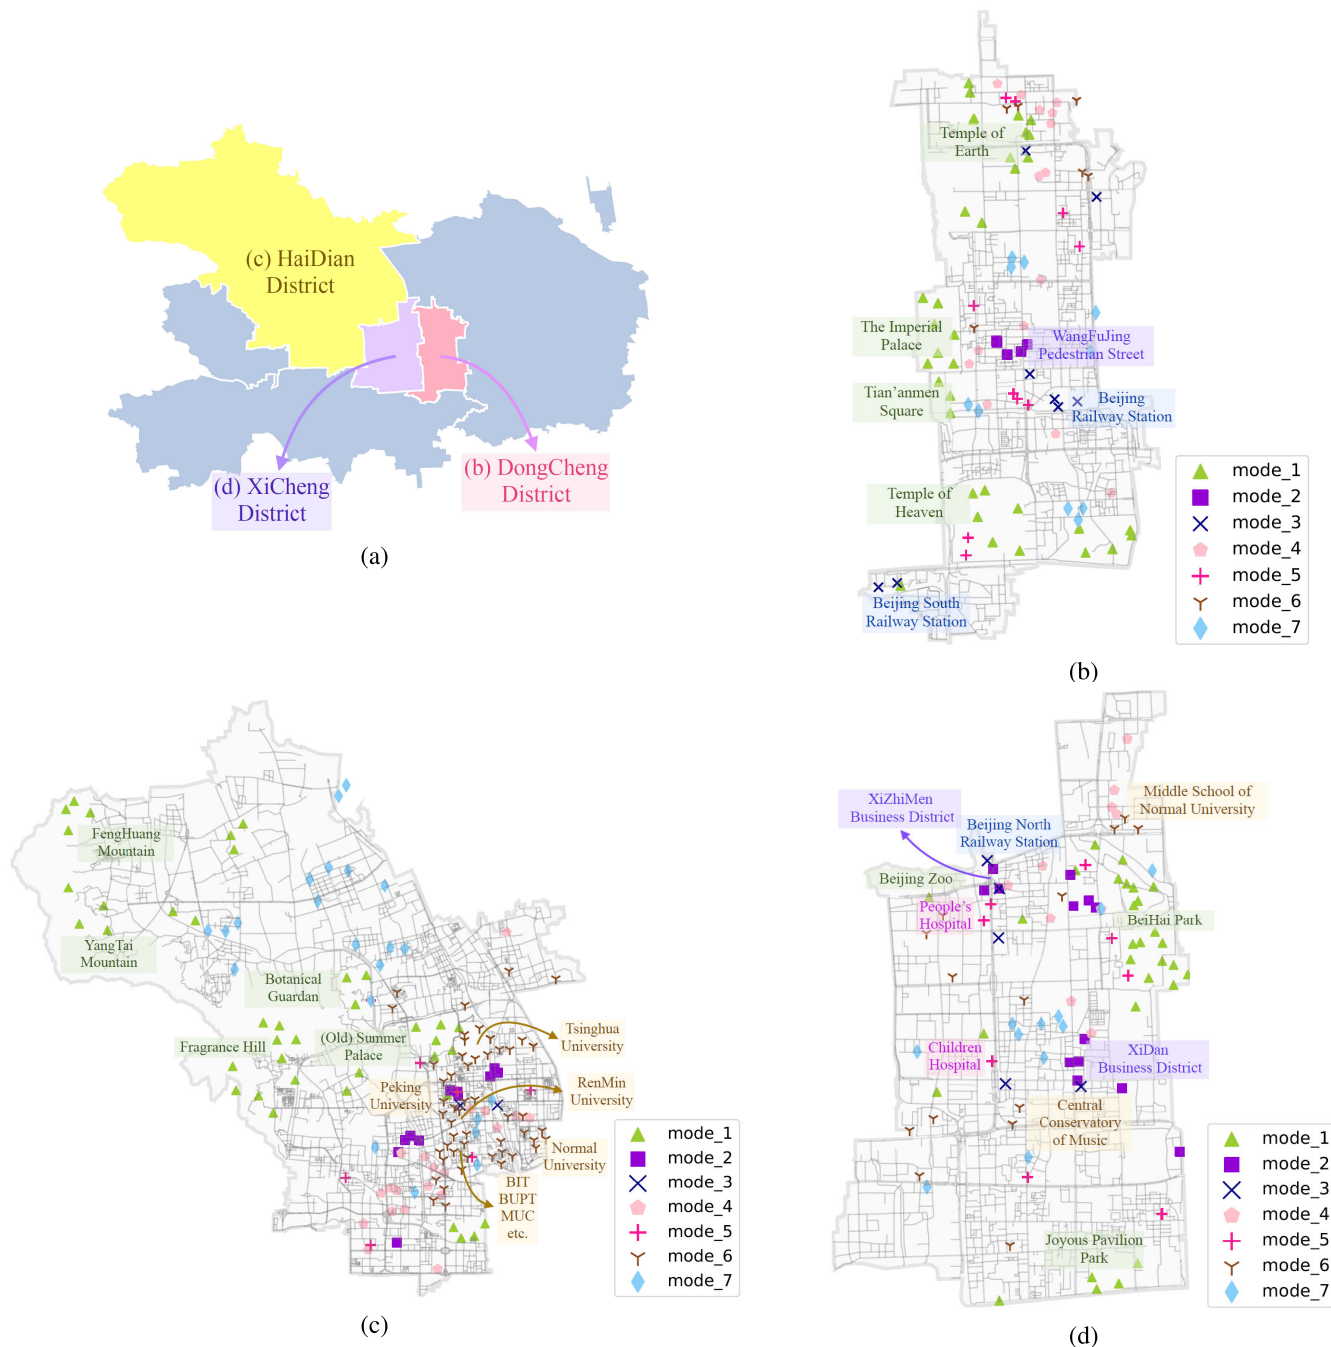 (c) HaiDian
District
(d) XiCheng
District
(b) DongCheng
District
(a)
Temple of
Earth
The Imperial
Palace
WangFuJing
Pedestrian Street
Tian'anmen
Square
Beijing
Railway Station
Temple of
Heaven
Beijing South
Railway Station
mode_1
mode_2
mode_3
mode_4
mode_5
mode_6
mode_7
(b)
FengHuang
Mountain
YangTai
Mountain
Botanical
Guardan
Fragrance Hill
(Old) Summer
Palace
Peking
University
Tsinghua
University
RenMin
University
Normal
University
BIT
BUPT
MUC
etc.
mode_1
mode_2
mode_3
mode_4
mode_5
mode_6
mode_7
(c)
XiZhiMen
Business District
Beijing North
Railway Station
Middle School of
Normal University
Beijing Zoo
People's
Hospital
BeiHai Park
Children
Hospital
XiDan
Business District
Central
Conservatory
of Music
Joyous Pavilion
Park
mode_1
mode_2
mode_3
mode_4
mode_5
mode_6
mode_7
(d)